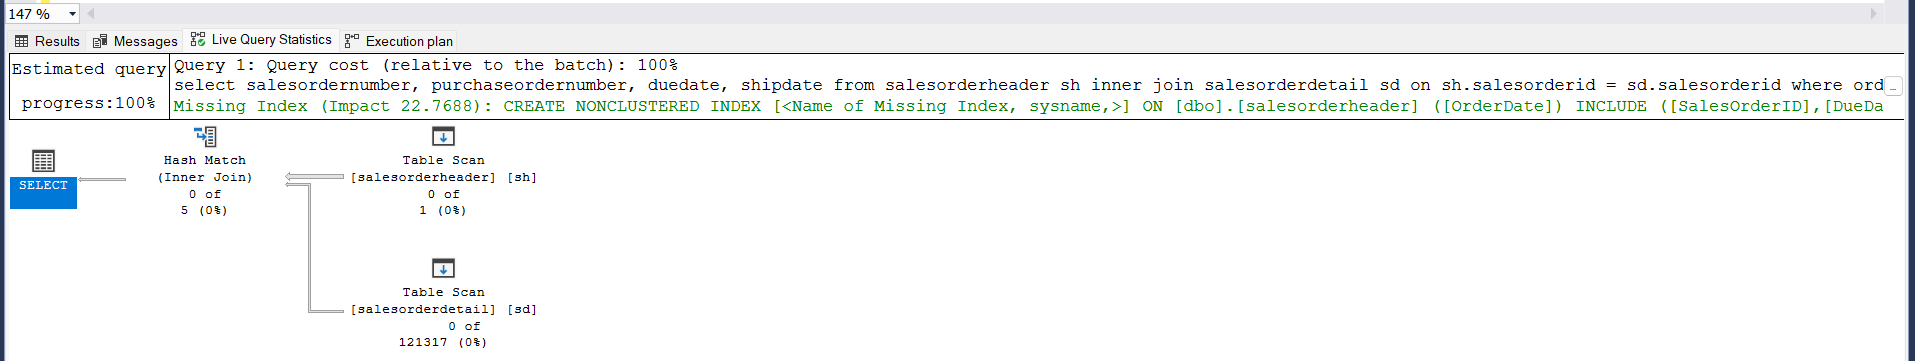 147 %
Results Messages Live Query Statistics Execution plan
Estimated query
progress:100%
Query 1: Query cost (relative to the batch): 100%
select salesordernumber, purchaseordernumber, duedate, shipdate from salesorderheader sh inner join salesorderdetail sd on sh.salesorderid = sd.salesorderid where ord
...
Missing Index (Impact 22.7688): CREATE NONCLUSTERED INDEX [<Name of Missing Index, sysname,>] ON [dbo].[salesorderheader] ([OrderDate]) INCLUDE ([SalesOrderID],[DueDa
SELECT
Hash Match
(Inner Join)
0 of
5 (0%)
Table Scan
[salesorderheader] [sh]
0 of
1 (0%)
Table Scan
[salesorderdetail] [sd]
0 of
121317 (0%)